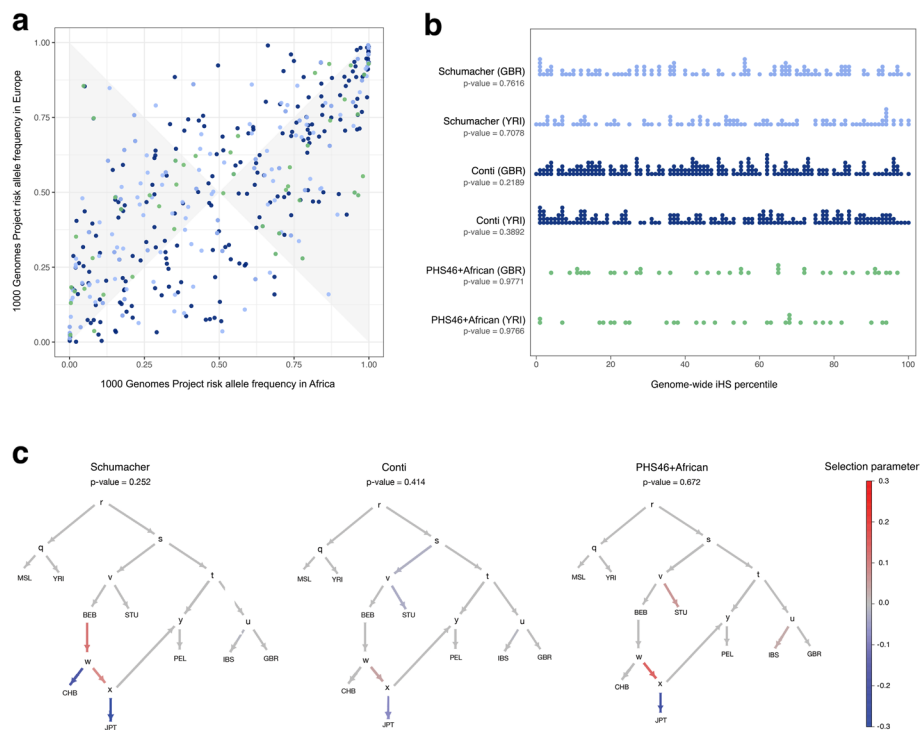 a
1.00
0.75
0.50
0.25
0.00
1000 Genomes Project risk allele frequency in Europe
0.00 0.25 0.50 0.75 1.00
1000 Genomes Project risk allele frequency in Africa
b
Schumacher (GBR)
p-value = 0.7616
Schumacher (YRI)
p-value = 0.7078
Conti (GBR)
p-value = 0.2189
Conti (YRI)
p-value = 0.3892
PHS46+African (GBR)
p-value = 0.9771
PHS46+African (YRI)
p-value = 0.9766
0 20 40 60 80 100
Genome-wide iHS percentile
c
Schumacher
p-value = 0.252
r
q
s
MSL YRI
v
t
BEB STU
y
u
PEL
IBS GBR
w
CHB
x
JPT
Conti
p-value = 0.414
r
q
s
MSL YRI
v
t
BEB STU
y
u
PEL
IBS GBR
w
CHB
x
JPT
PHS46+African
p-value = 0.672
r
q
s
MSL YRI
v
t
BEB STU
y
u
PEL
IBS GBR
w
CHB
x
JPT
Selection parameter
0.3
0.2
0.1
0.0
-0.1
-0.2
-0.3